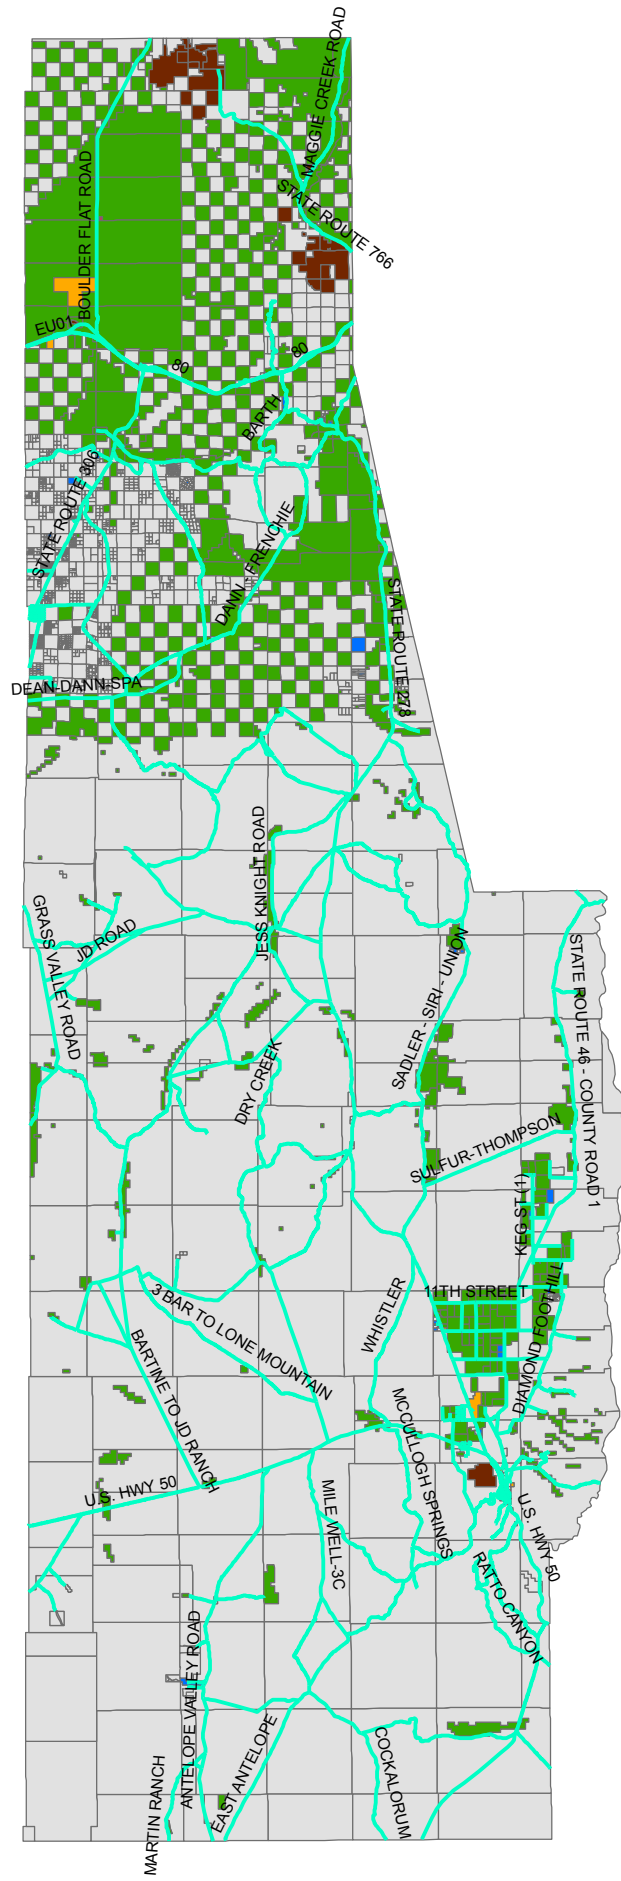 MAGGIE CREEK ROAD
BOULDER FLAT ROAD
STATE ROUTE 766
EU01
80
80
BARTH
STATE ROUTE 306
DANN - FRENCHIE
STATE ROUTE 278
DEAN-DANN-SPA
JESS KNIGHT ROAD
GRASS VALLEY ROAD
JD ROAD
SADLER - SIRI - UNION
STATE ROUTE 46 - COUNTY ROAD 1
DRY CREEK
SULFUR-THOMPSON
KEG ST (1)
11TH STREET
DIAMOND FOOTHILL
WHISTLER
3 BAR TO LONE MOUNTAIN
BARTINE TO JD RANCH
MCCULLOGH SPRINGS
U.S. HWY 50
MILE WELL-3C
U.S. HWY 50
RATTO CANYON
ANTELOPE VALLEY ROAD
EAST ANTELOPE
COCKALORUM
MARTIN RANCH